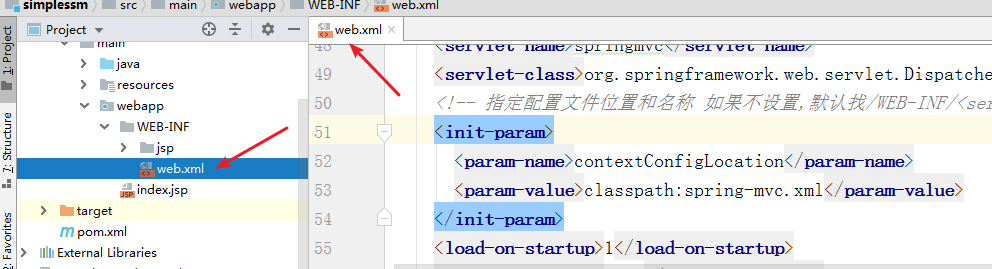 simplessm src main webapp WEB-INF web.xml
1: Project
7: Structure
2: Favorites
Project
main
java
resources
webapp
WEB-INF
jsp
web.xml
index.jsp
target
pom.xml
External Libraries
web.xml
48 <servlet-name>springmvc</servlet-name>
49 <servlet-class>org.springframework.web.servlet.Dispatche
50 <!-- 指定配置文件位置和名称 如果不设置,默认找/WEB-INF/<ser
51 <init-param>
52 <param-name>contextConfigLocation</param-name>
53 <param-value>classpath:spring-mvc.xml</param-value>
54 </init-param>
55 <load-on-startup>1</load-on-startup>